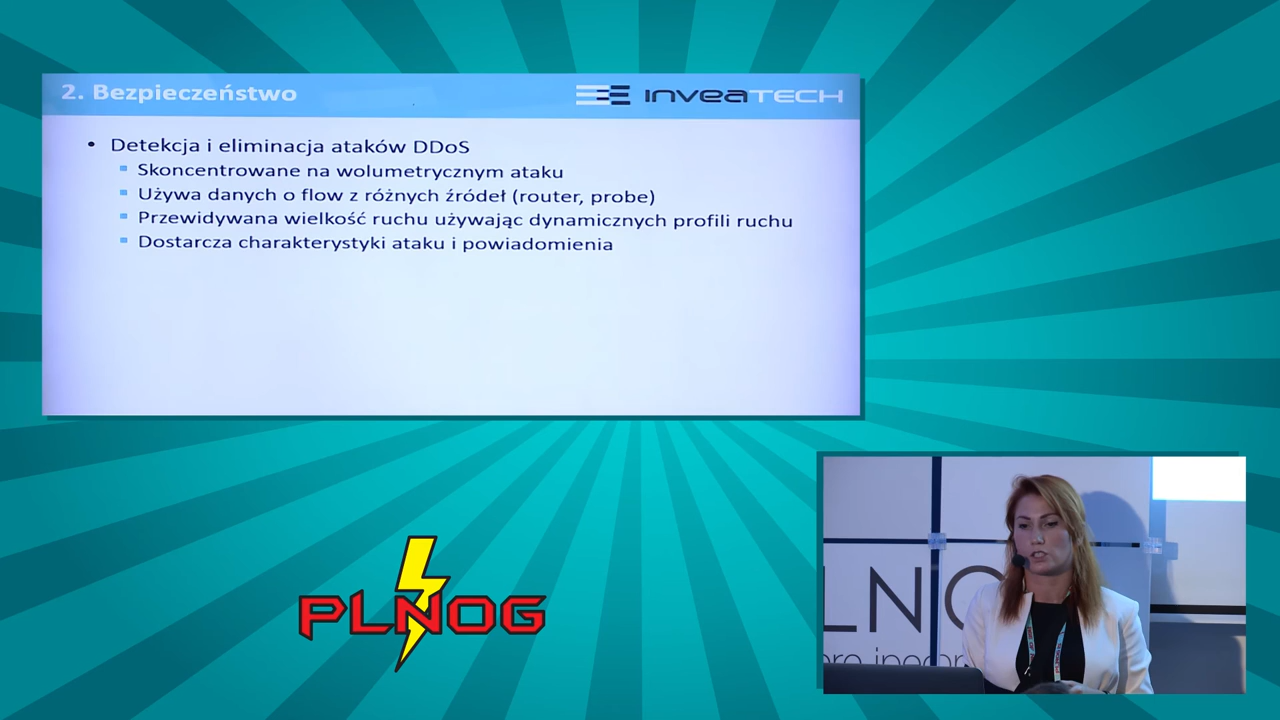 2. Bezpieczeństwo
INVEATECH
• Detekcja i eliminacja ataków DDoS
Skoncentrowane na wolumetrycznym ataku
Używa danych o flow z różnych źródeł (router, probe)
Przewidywana wielkość ruchu używając dynamicznych profili ruchu
Dostarcza charakterystyki ataku i powiadomienia
PLNOG
LNO